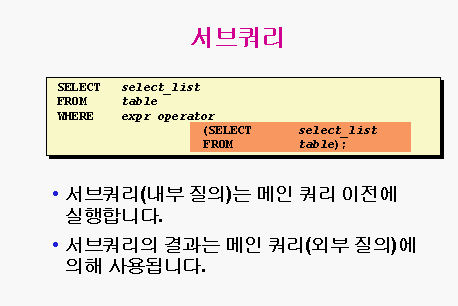 서브쿼리
SELECT select_list
FROM table
WHERE expr operator
(SELECT select_list
FROM table);
• 서브쿼리(내부 질의)는 메인 쿼리 이전에
실행합니다.
• 서브쿼리의 결과는 메인 쿼리(외부 질의)에
의해 사용됩니다.